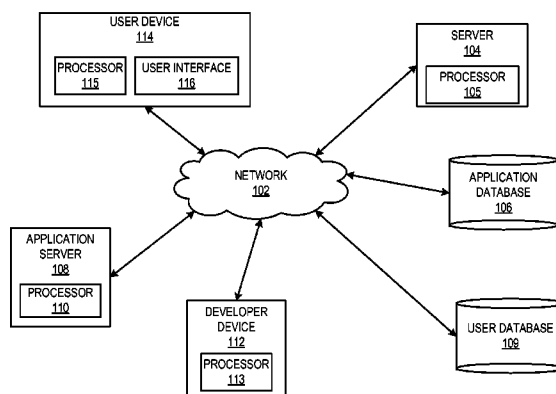 USER DEVICE
114
PROCESSOR
115
USER INTERFACE
116
SERVER
104
PROCESSOR
105
NETWORK
102
APPLICATION
DATABASE
106
APPLICATION
SERVER
108
PROCESSOR
110
DEVELOPER
DEVICE
112
PROCESSOR
113
USER DATABASE
109